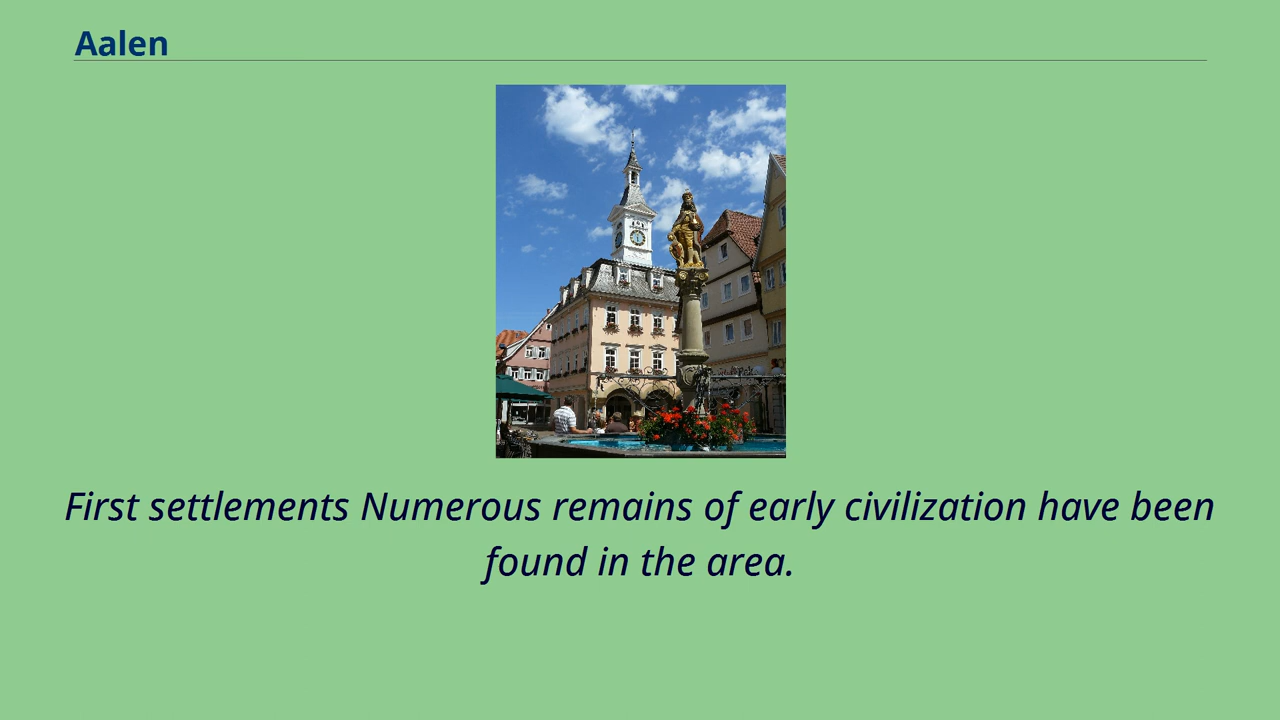 Aalen
First settlements Numerous remains of early civilization have been
found in the area.